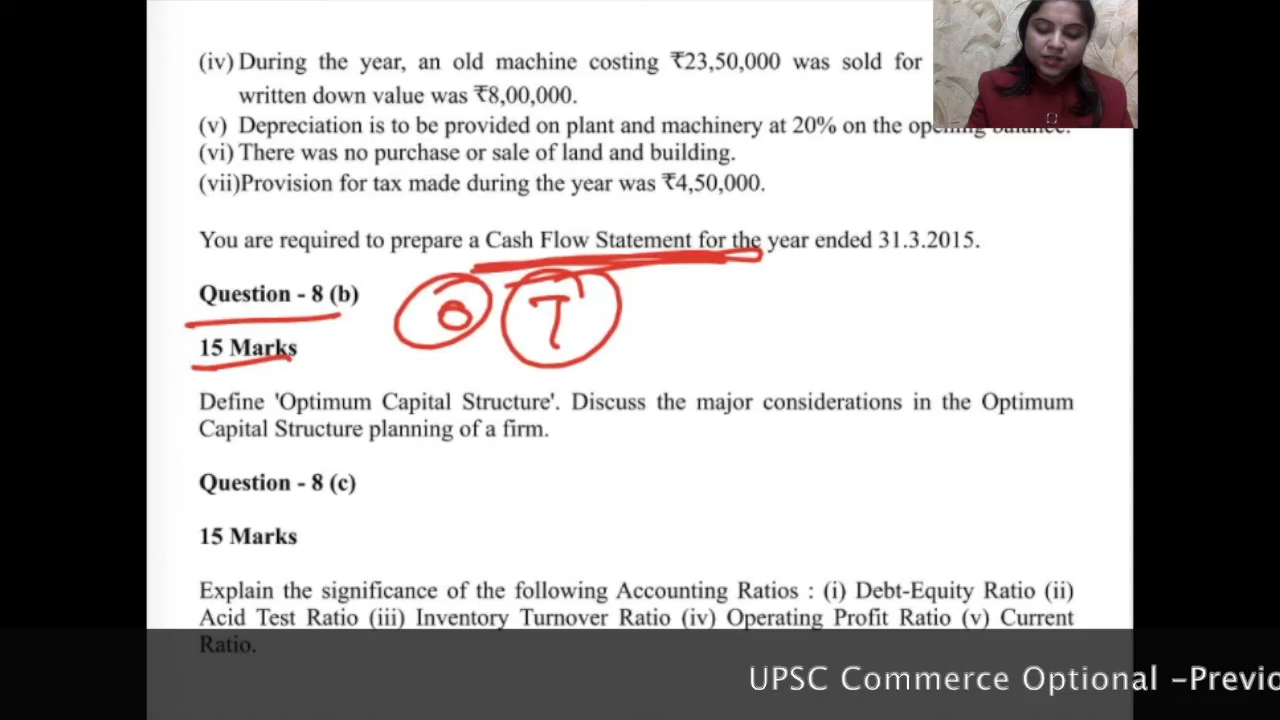 (iv) During the year, an old machine costing ₹23,50,000 was sold for
written down value was ₹8,00,000.
(v) Depreciation is to be provided on plant and machinery at 20% on the opening balance.
(vi) There was no purchase or sale of land and building.
(vii)Provision for tax made during the year was ₹4,50,000.
You are required to prepare a Cash Flow Statement for the year ended 31.3.2015.
Question - 8 (b)
15 Marks
T
Define 'Optimum Capital Structure'. Discuss the major considerations in the Optimum
Capital Structure planning of a firm.
Question - 8 (c)
15 Marks
Explain the significance of the following Accounting Ratios : (i) Debt-Equity Ratio (ii)
Acid Test Ratio (iii) Inventory Turnover Ratio (iv) Operating Profit Ratio (v) Current
Ratio.
UPSC Commerce Optional –Previo